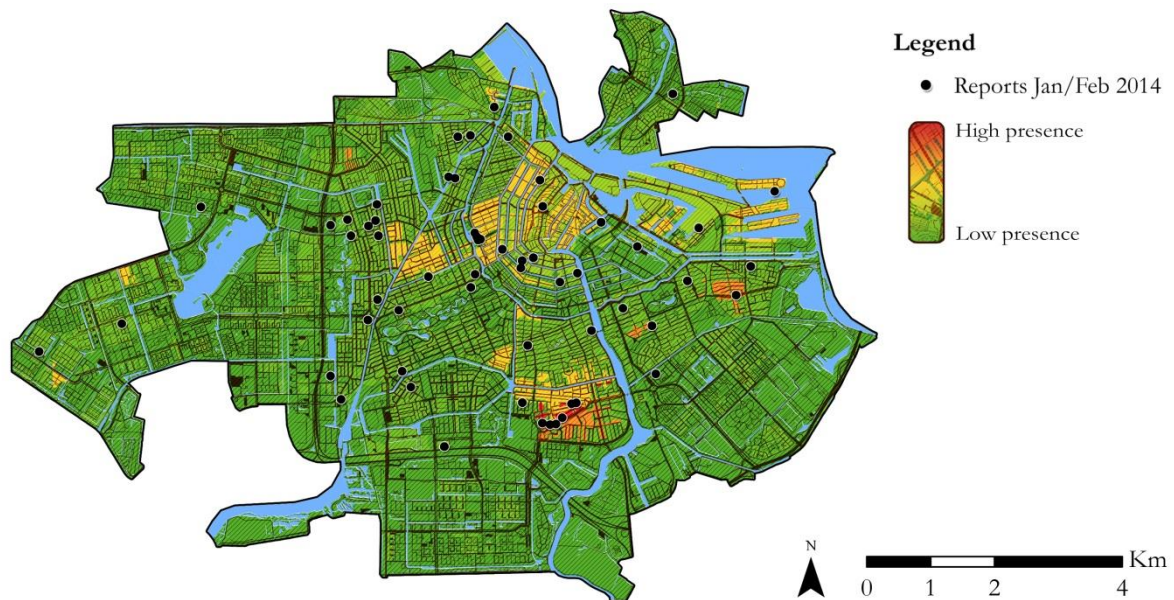 Legend
Reports Jan/Feb 2014
High presence
Low presence
N
Km
0 1 2 4